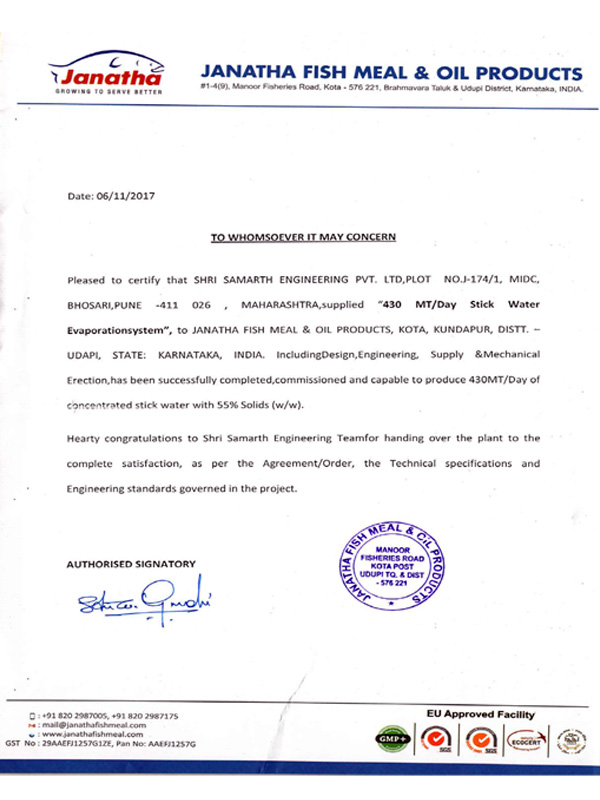 Janatha
GROWING TO SERVE BETTER
JANATHA FISH MEAL & OIL PRODUCTS
#1-4(9), Manoor Fisheries Road, Kota - 576 221, Brahmavara Taluk & Udupi District, Karnataka, INDIA.
Date: 06/11/2017
TO WHOMSOEVER IT MAY CONCERN
Pleased to certify that SHRI SAMARTH ENGINEERING PVT. LTD,PLOT NO.J-174/1, MIDC,
BHOSARI,PUNE -411 026 , MAHARASHTRA,supplied "430 MT/Day Stick Water
Evaporationsystem", to JANATHA FISH MEAL & OIL PRODUCTS, KOTA, KUNDAPUR, DISTT. –
UDAPI, STATE: KARNATAKA, INDIA. IncludingDesign,Engineering, Supply &Mechanical
Erection,has been successfully completed,commissioned and capable to produce 430MT/Day of
concentrated stick water with 55% Solids (w/w).
Hearty congratulations to Shri Samarth Engineering Teamfor handing over the plant to the
complete satisfaction, as per the Agreement/Order, the Technical specifications and
Engineering standards governed in the project.
AUTHORISED SIGNATORY
JANATHA FISH MEAL & OIL PRODUCTS
MANOOR
FISHERIES ROAD
KOTA POST
UDUPI TQ. & DIST
- 576 221
: +91 820 2987005, +91 820 2987175
: mail@janathafishmeal.com
: www.janathafishmeal.com
GST No : 29AAEFJ1257G1ZE, Pan No: AAEFJ1257G
EU Approved Facility
GMP+
SGS
SGS
ECOCERT